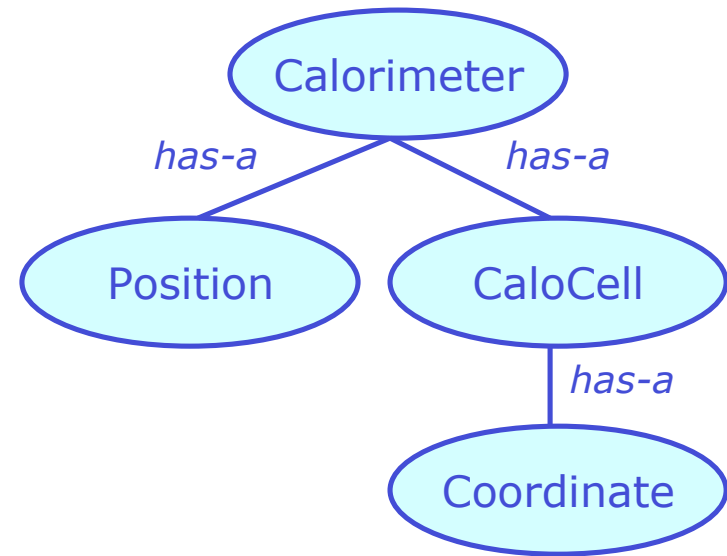 Calorimeter
has-a
has-a
Position
CaloCell
has-a
Coordinate